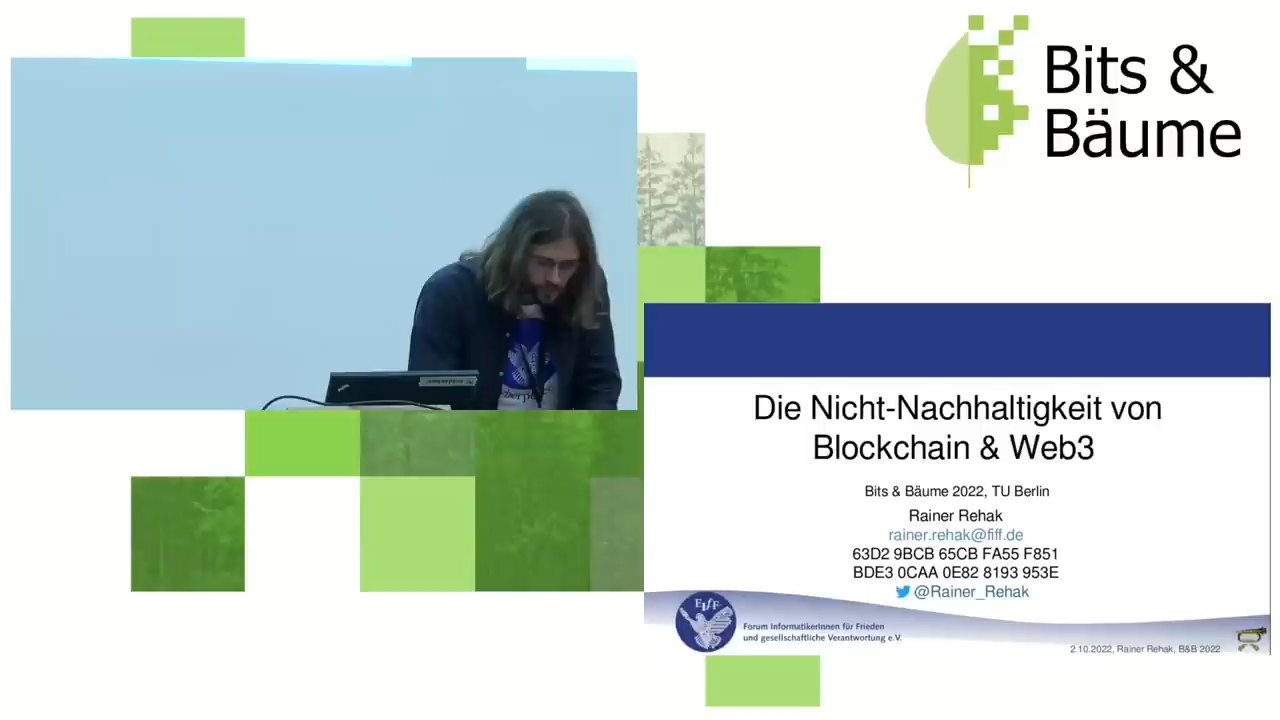 Bits &
Bäume
Die Nicht-Nachhaltigkeit von
Blockchain & Web3
Bits & Bäume 2022, TU Berlin
Rainer Rehak
rainer.rehak@fiff.de
63D2 9BCB 65CB FA55 F851
BDE3 0CAA 0E82 8193 953E
@Rainer_Rehak
FIfF
Forum InformatikerInnen für Frieden
und gesellschaftliche Verantwortung e.V.
2.10.2022, Rainer Rehak, B&B 2022